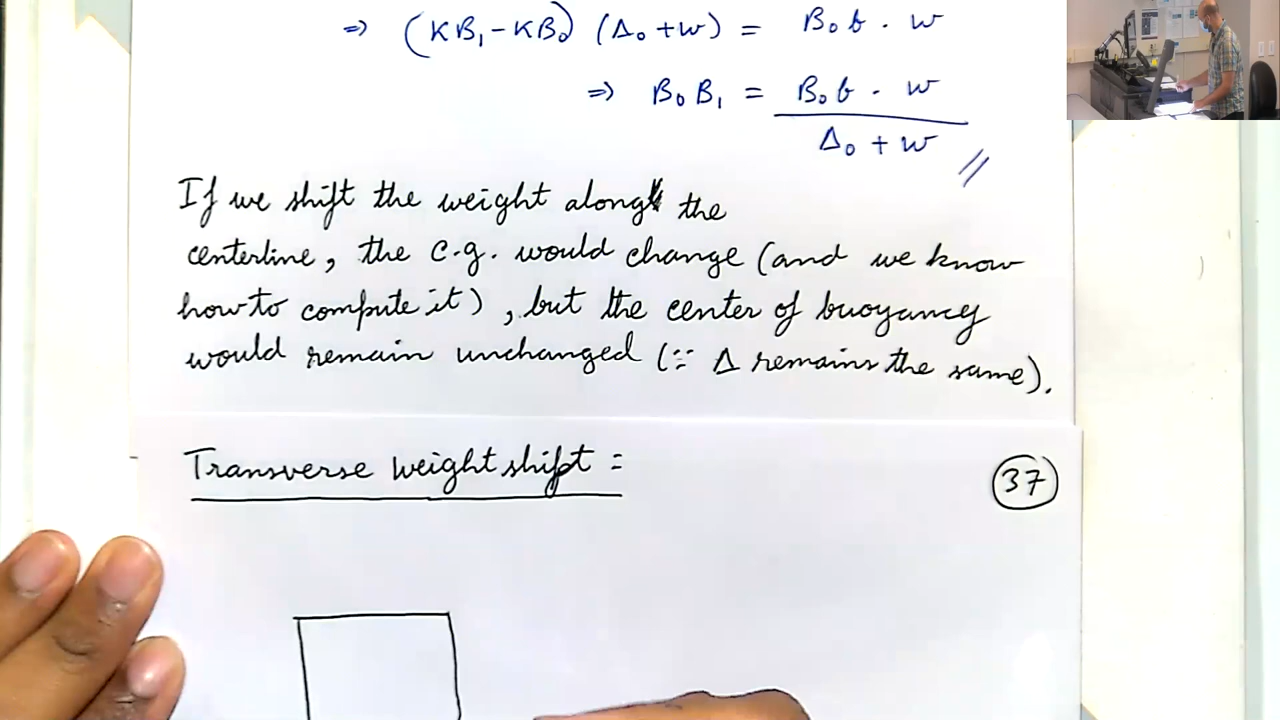 ⇒ (KB₁ - KB₀) (Δ₀ + w) = B₀b · w
⇒ B₀B₁ = B₀b · w / Δ₀ + w //
If we shift the weight along the
centerline, the c.g. would change (and we know
how to compute it), but the center of buoyancy
would remain unchanged (∵ Δ remains the same).
Transverse weight shift :
37